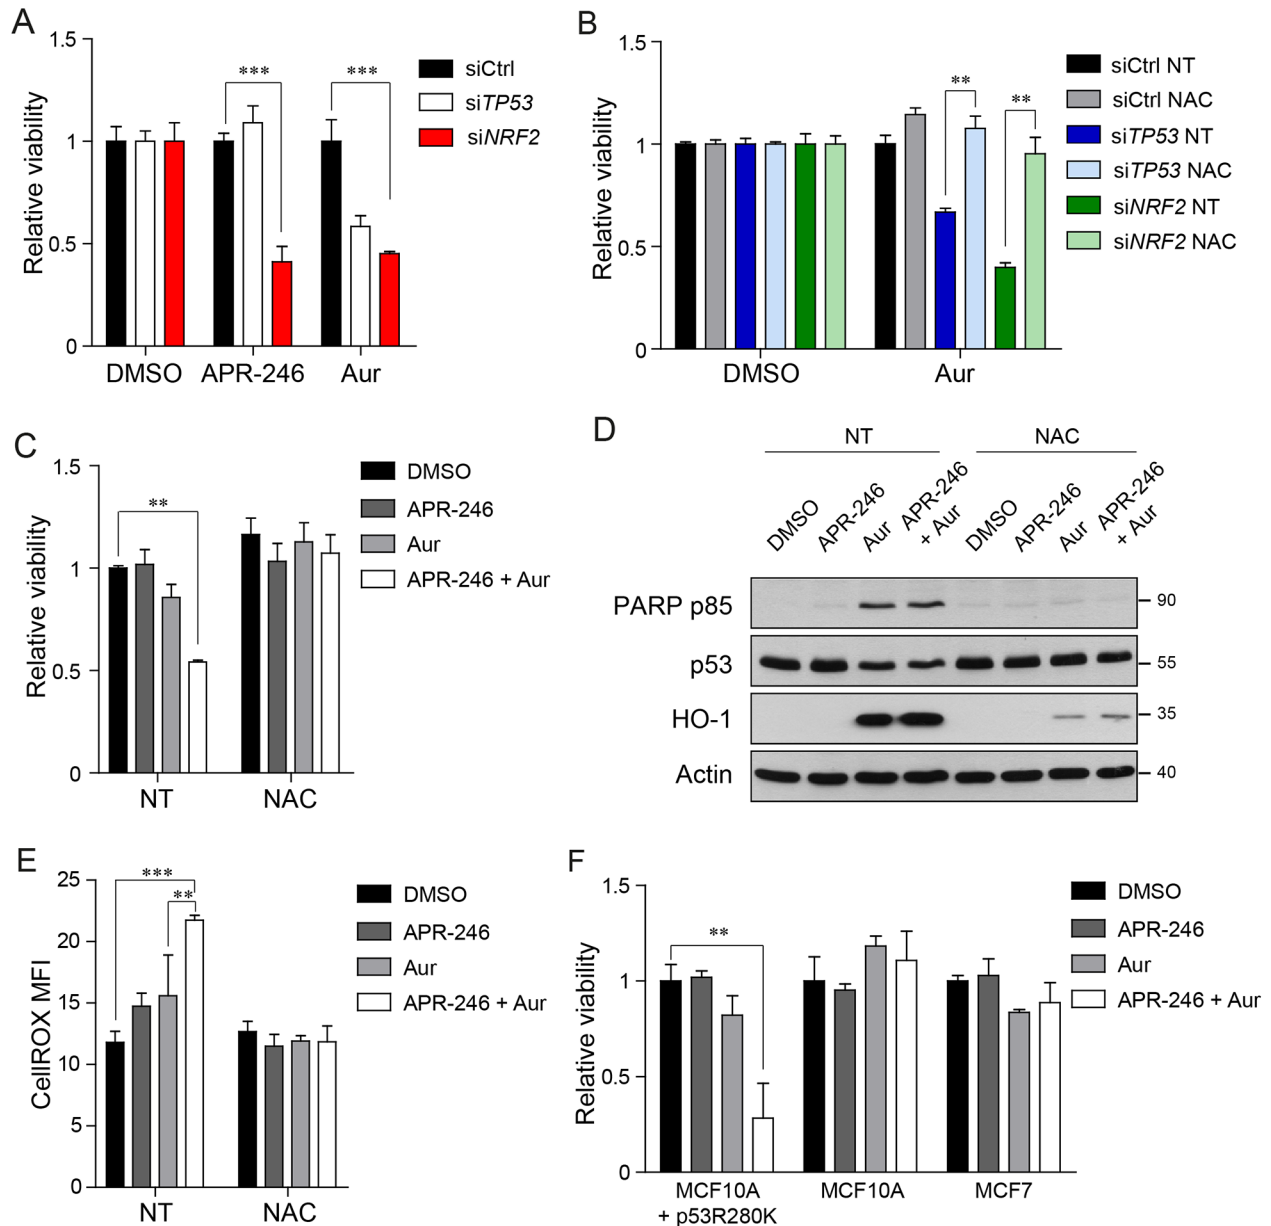 A
1.5
1
0.5
0
Relative viability
***
***
siCtrl
siTP53
siNRF2
DMSO
APR-246
Aur
B
1.5
1
0.5
0
Relative viability
**
**
siCtrl NT
siCtrl NAC
siTP53 NT
siTP53 NAC
siNRF2 NT
siNRF2 NAC
DMSO
Aur
C
1.5
1
0.5
0
Relative viability
**
DMSO
APR-246
Aur
APR-246 + Aur
NT
NAC
D
NT
NAC
DMSO
APR-246
Aur
APR-246
+ Aur
DMSO
APR-246
Aur
APR-246
+ Aur
PARP p85
90
p53
55
HO-1
35
Actin
40
E
25
20
15
10
5
0
CellROX MFI
***
**
DMSO
APR-246
Aur
APR-246 + Aur
NT
NAC
F
1.5
1
0.5
0
Relative viability
**
DMSO
APR-246
Aur
APR-246 + Aur
MCF10A
+ p53R280K
MCF10A
MCF7